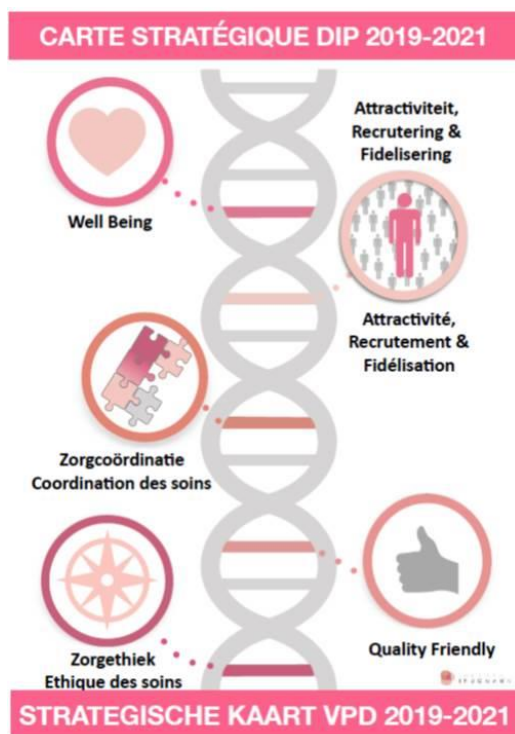 CARTE STRATÉGIQUE DIP 2019-2021
Attractiviteit,
Recrutering &
Fidelisering
Well Being
Attractivité,
Recrutement &
Fidélisation
Zorgcoördinatie
Coordination des soins
Quality Friendly
Zorgethiek
Ethique des soins
STRATEGISCHE KAART VPD 2019-2021